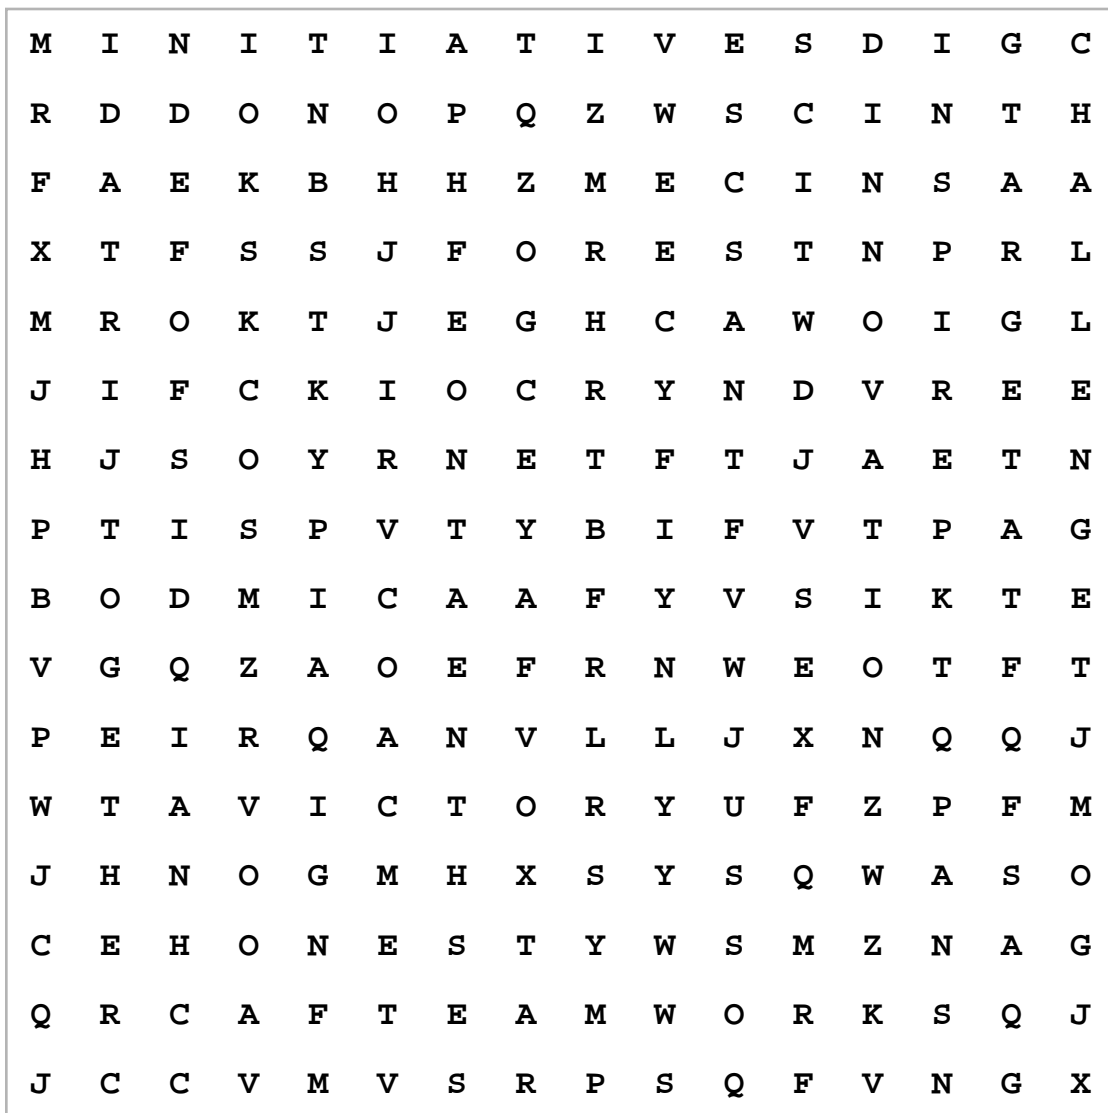 M I N I T I A T I V E S D I G C
R D D O N O P Q Z W S C I N T H
F A E K B H H Z M E C I N S A A
X T F S S J F O R E S T N P R L
M R O K T J E G H C A W O I G L
J I F C K I O C R Y N D V R E E
H J S O Y R N E T F T J A E T N
P T I S P V T Y B I F V T P A G
B O D M I C A A F Y V S I K T E
V G Q Z A O E F R N W E O T F T
P E I R Q A N V L L J X N Q Q J
W T A V I C T O R Y U F Z P F M
J H N O G M H X S Y S Q W A S O
C E H O N E S T Y W S M Z N A G
Q R C A F T E A M W O R K S Q J
J C C V M V S R P S Q F V N G X